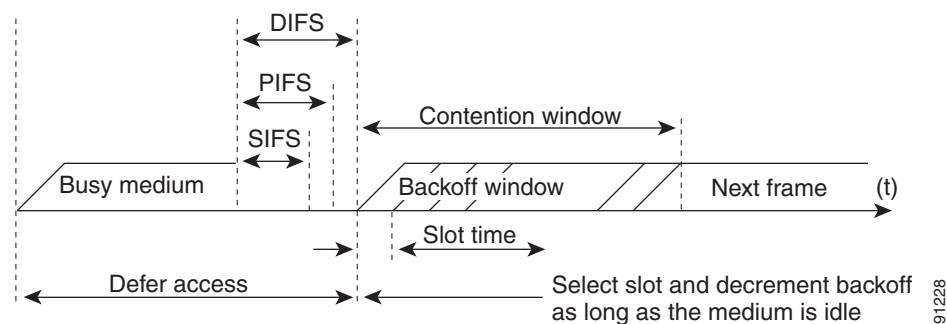 DIFS
PIFS
Contention window
SIFS
Busy medium
Backoff window
Next frame
(t)
Slot time
Defer access
Select slot and decrement backoff
as long as the medium is idle
91228